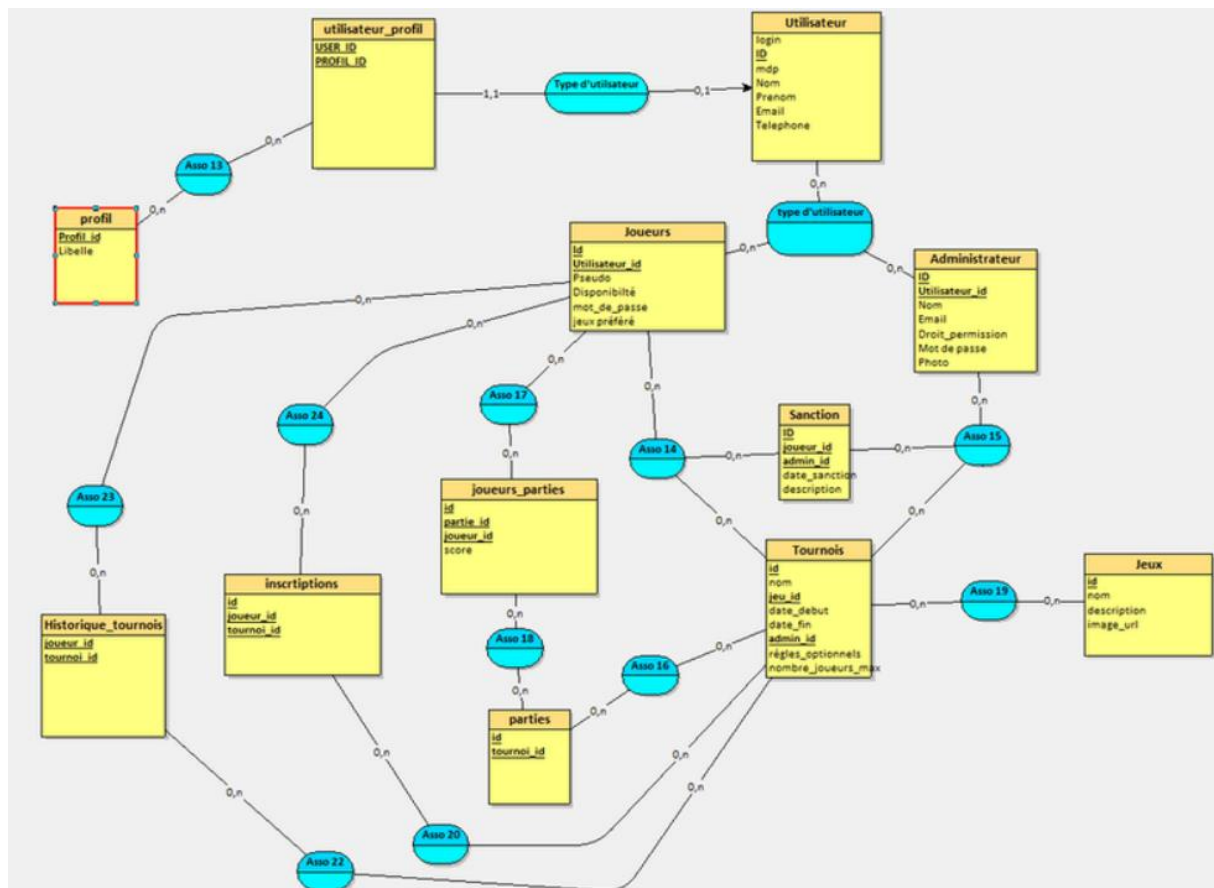 utilisateur_profil
USER_ID
PROFIL_ID
1,1
Type d'utilsateur
0,1
Utilisateur
login
ID
mdp
Nom
Prenom
Email
Telephone
0,n
Asso 13
0,n
profil
Profil_id
Libelle
0,n
type d'utilisateur
0,n
0,n
Joueurs
Id
Utilisateur_id
Pseudo
Disponibilté
mot_de_passe
jeux préféré
Administrateur
ID
Utilisateur_id
Nom
Email
Droit_permission
Mot de passe
Photo
0,n
0,n
0,n
0,n
0,n
Asso 17
Asso 24
Asso 14
Asso 15
0,n
0,n
Sanction
ID
joueur_id
admin_id
date_sanction
description
0,n
0,n
Asso 23
0,n
0,n
0,n
joueurs_parties
id
partie_id
joueur_id
score
Tournois
id
nom
jeu_id
date_debut
date_fin
admin_id
régles_optionnels
nombre_joueurs_max
0,n
Asso 19
0,n
Jeux
id
nom
description
image_url
0,n
inscrtiptions
id
joueur_id
tournoi_id
Historique_tournois
joueur_id
tournoi_id
0,n
Asso 18
0,n
Asso 16
0,n
0,n
parties
id
tournoi_id
0,n
0,n
0,n
0,n
Asso 20
Asso 22